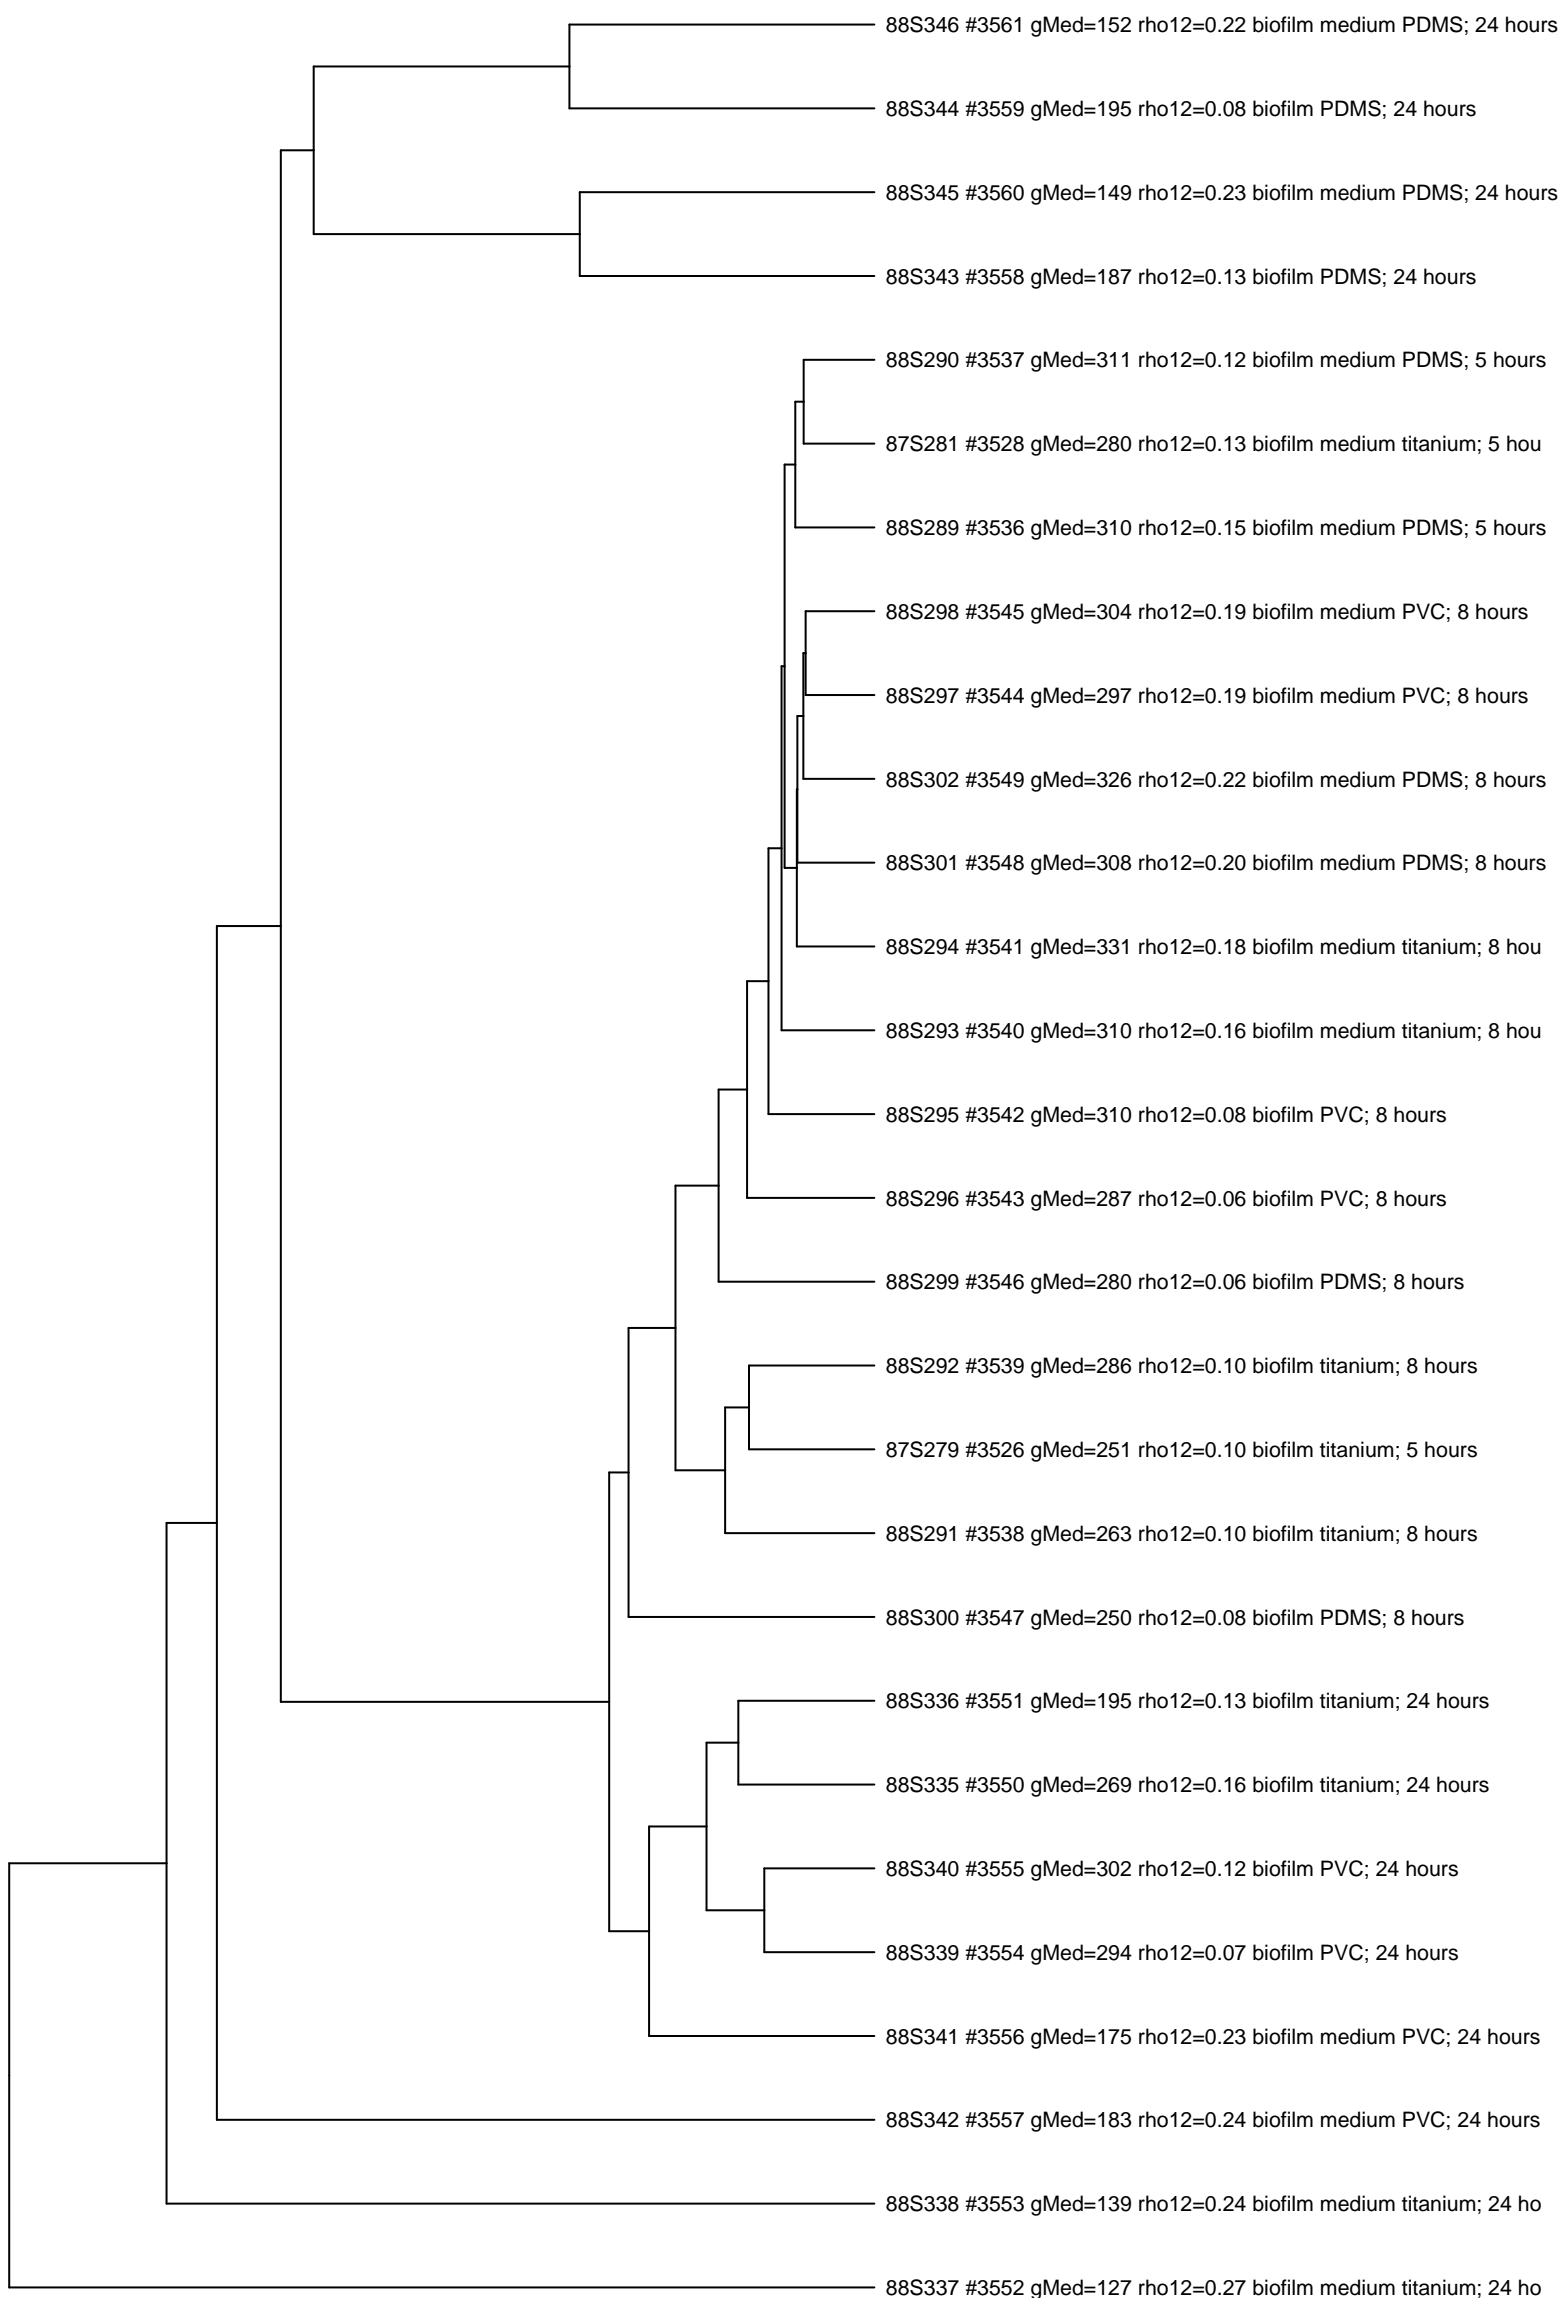 88S346 #3561 gMed=152 rho12=0.22 biofilm medium PDMS; 24 hours
88S344 #3559 gMed=195 rho12=0.08 biofilm PDMS; 24 hours
88S345 #3560 gMed=149 rho12=0.23 biofilm medium PDMS; 24 hours
88S343 #3558 gMed=187 rho12=0.13 biofilm PDMS; 24 hours
88S290 #3537 gMed=311 rho12=0.12 biofilm medium PDMS; 5 hours
87S281 #3528 gMed=280 rho12=0.13 biofilm medium titanium; 5 hou
88S289 #3536 gMed=310 rho12=0.15 biofilm medium PDMS; 5 hours
88S298 #3545 gMed=304 rho12=0.19 biofilm medium PVC; 8 hours
88S297 #3544 gMed=297 rho12=0.19 biofilm medium PVC; 8 hours
88S302 #3549 gMed=326 rho12=0.22 biofilm medium PDMS; 8 hours
88S301 #3548 gMed=308 rho12=0.20 biofilm medium PDMS; 8 hours
88S294 #3541 gMed=331 rho12=0.18 biofilm medium titanium; 8 hou
88S293 #3540 gMed=310 rho12=0.16 biofilm medium titanium; 8 hou
88S295 #3542 gMed=310 rho12=0.08 biofilm PVC; 8 hours
88S296 #3543 gMed=287 rho12=0.06 biofilm PVC; 8 hours
88S299 #3546 gMed=280 rho12=0.06 biofilm PDMS; 8 hours
88S292 #3539 gMed=286 rho12=0.10 biofilm titanium; 8 hours
87S279 #3526 gMed=251 rho12=0.10 biofilm titanium; 5 hours
88S291 #3538 gMed=263 rho12=0.10 biofilm titanium; 8 hours
88S300 #3547 gMed=250 rho12=0.08 biofilm PDMS; 8 hours
88S336 #3551 gMed=195 rho12=0.13 biofilm titanium; 24 hours
88S335 #3550 gMed=269 rho12=0.16 biofilm titanium; 24 hours
88S340 #3555 gMed=302 rho12=0.12 biofilm PVC; 24 hours
88S339 #3554 gMed=294 rho12=0.07 biofilm PVC; 24 hours
88S341 #3556 gMed=175 rho12=0.23 biofilm medium PVC; 24 hours
88S342 #3557 gMed=183 rho12=0.24 biofilm medium PVC; 24 hours
88S338 #3553 gMed=139 rho12=0.24 biofilm medium titanium; 24 ho
88S337 #3552 gMed=127 rho12=0.27 biofilm medium titanium; 24 ho